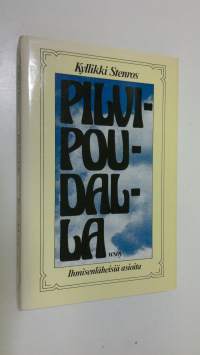 Kyllikki Stenros
PILVI-
POU-
DAL-
LA
WSOY
Ihmisenläheisiä asioita